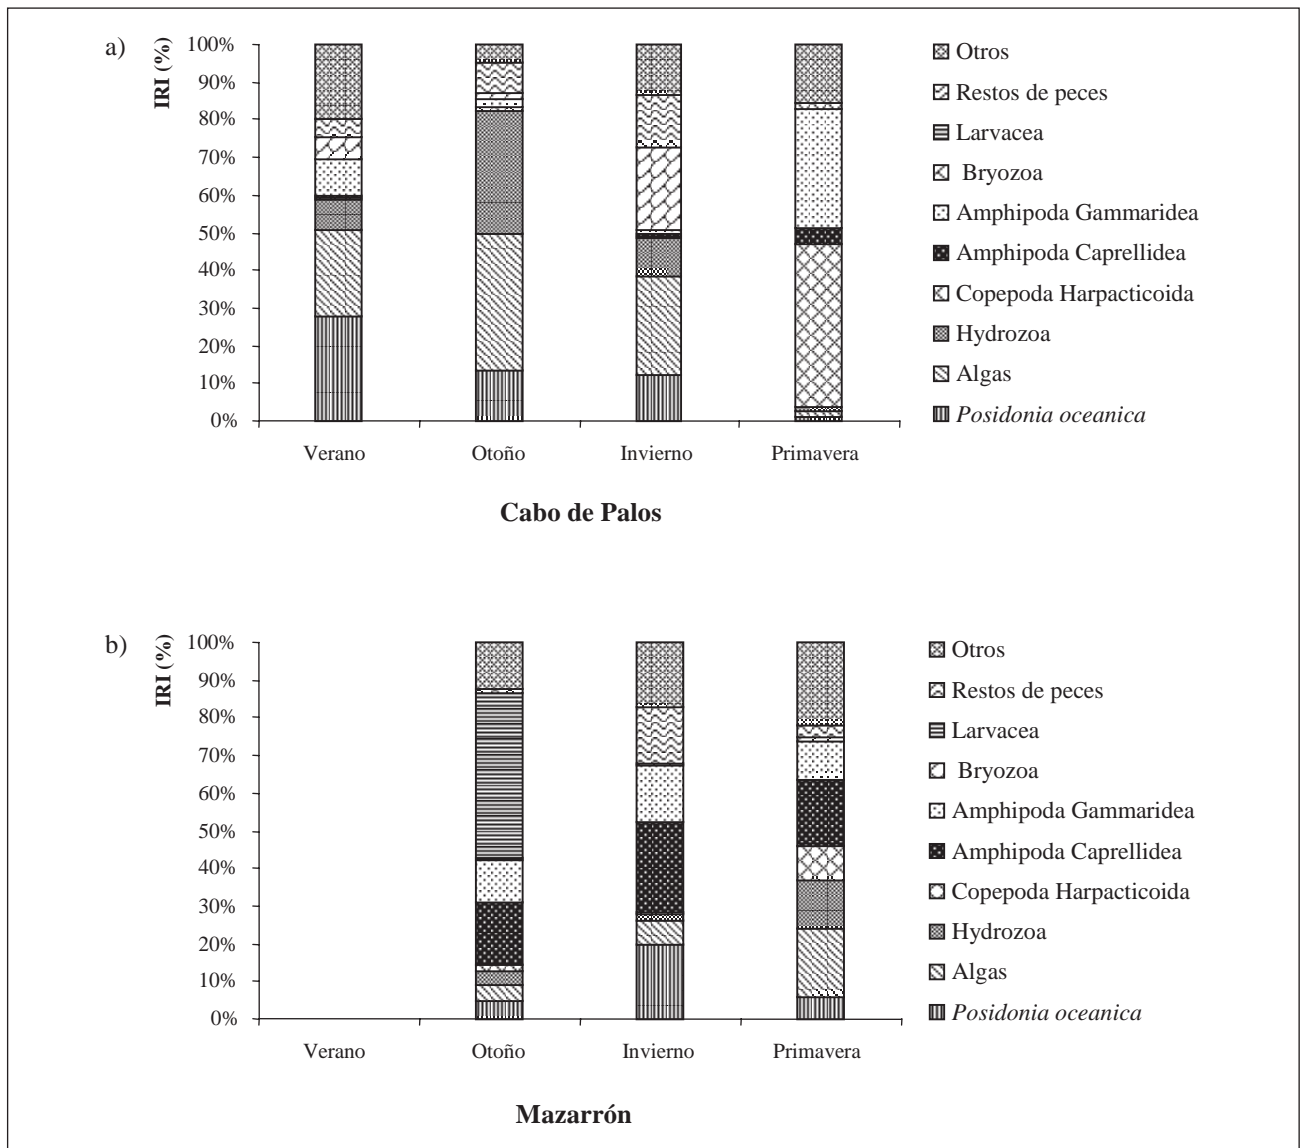 a)
IRI (%)
100%
90%
80%
70%
60%
50%
40%
30%
20%
10%
0%
Verano Otoño Invierno Primavera
Cabo de Palos
Otros
Restos de peces
Larvacea
Bryozoa
Amphipoda Gammaridea
Amphipoda Caprellidea
Copepoda Harpacticoida
Hydrozoa
Algas
Posidonia oceanica
b)
IRI (%)
100%
90%
80%
70%
60%
50%
40%
30%
20%
10%
0%
Verano Otoño Invierno Primavera
Mazarrón
Otros
Restos de peces
Larvacea
Bryozoa
Amphipoda Gammaridea
Amphipoda Caprellidea
Copepoda Harpacticoida
Hydrozoa
Algas
Posidonia oceanica